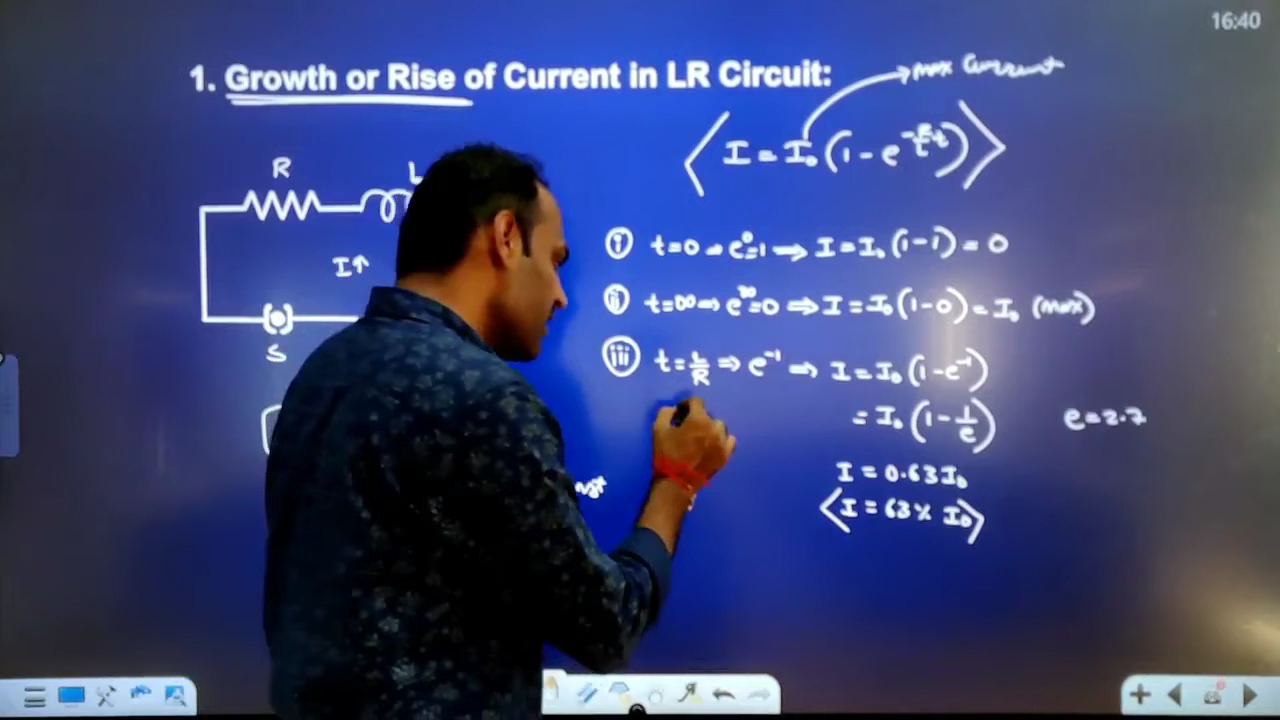 16:40
1. Growth or Rise of Current in LR Circuit:
max Current
I = I₀ (1 - e^{-R/L t})
R
L
I↑
S
(i) t=0 ⇒ e⁰=1 ⇒ I = I₀ (1-1) = 0
(ii) t=∞ ⇒ e^∞=0 ⇒ I = I₀ (1-0) = I₀ (max)
(iii) t = L/R ⇒ e⁻¹ ⇒ I = I₀ (1-e⁻¹)
= I₀ (1 - 1/e)
e=2.7
I = 0.63 I₀
I = 63% I₀